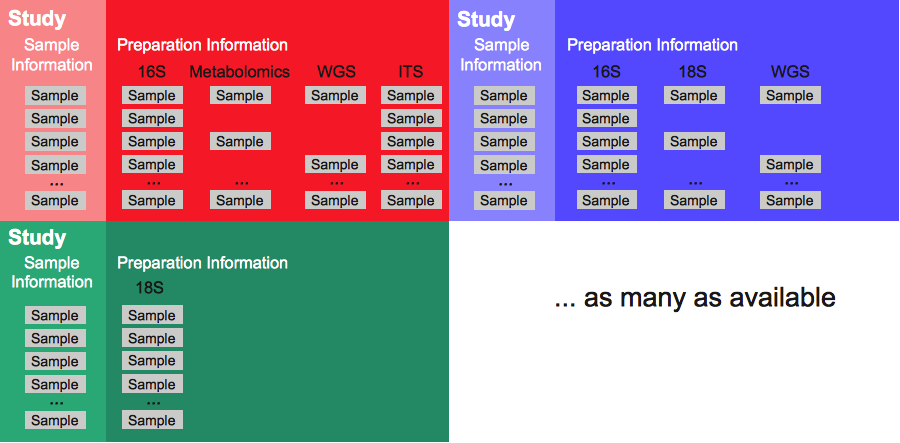 Study
Sample Information
Preparation Information
16S Metabolomics WGS ITS
Sample Sample Sample Sample Sample
Sample Sample Sample
Sample Sample Sample Sample
Sample Sample Sample Sample
... ... ... ... ...
Sample Sample Sample Sample Sample
Study
Sample Information
Preparation Information
16S 18S WGS
Sample Sample Sample Sample
Sample Sample
Sample Sample Sample
Sample Sample Sample
... ... ... ...
Sample Sample Sample Sample
Study
Sample Information
Preparation Information
18S
Sample Sample
Sample Sample
Sample Sample
Sample Sample
... ...
Sample Sample
... as many as available